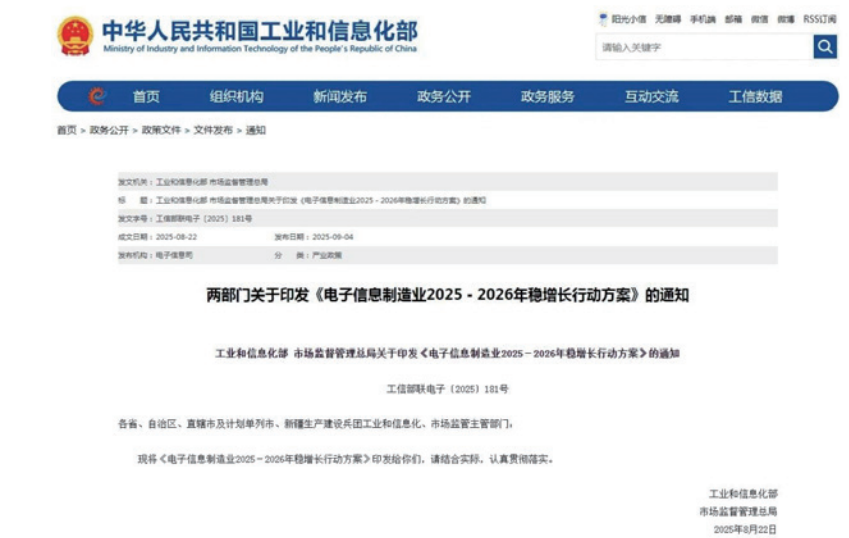 中华人民共和国工业和信息化部
Ministry of Industry and Information Technology of the People's Republic of China
阳光小信 无障碍 手机端 邮箱 微信 微博 RSS订阅
请输入关键字
首页 组织机构 新闻发布 政务公开 政务服务 互动交流 工信数据
首页 > 政务公开 > 政策文件 > 文件发布 > 通知
发文机关：工业和信息化部 市场监督管理总局
标 题：工业和信息化部 市场监督管理总局关于印发《电子信息制造业2025－2026年稳增长行动方案》的通知
发文字号：工信部联电子〔2025〕181号
成文日期：2025-08-22 发布日期：2025-09-04
发布机构：电子信息司 分 类：产业政策
两部门关于印发《电子信息制造业2025－2026年稳增长行动方案》的通知
工业和信息化部 市场监督管理总局关于印发《电子信息制造业2025－2026年稳增长行动方案》的通知
工信部联电子〔2025〕181号
各省、自治区、直辖市及计划单列市、新疆生产建设兵团工业和信息化、市场监管主管部门：
现将《电子信息制造业2025－2026年稳增长行动方案》印发给你们，请结合实际，认真贯彻落实。
工业和信息化部
市场监督管理总局
2025年8月22日